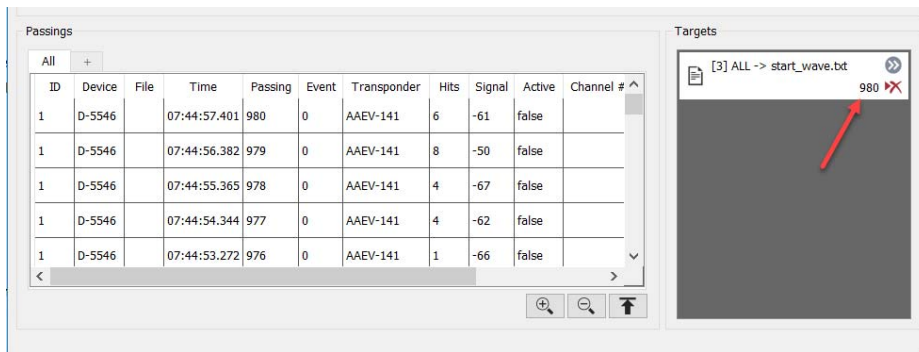 Passings
All +
ID Device File Time Passing Event Transponder Hits Signal Active Channel #
1 D-5546 07:44:57.401 980 0 AAEV-141 6 -61 false
1 D-5546 07:44:56.382 979 0 AAEV-141 8 -50 false
1 D-5546 07:44:55.365 978 0 AAEV-141 4 -67 false
1 D-5546 07:44:54.344 977 0 AAEV-141 4 -62 false
1 D-5546 07:44:53.272 976 0 AAEV-141 1 -66 false
Targets
[3] ALL -> start_wave.txt
980